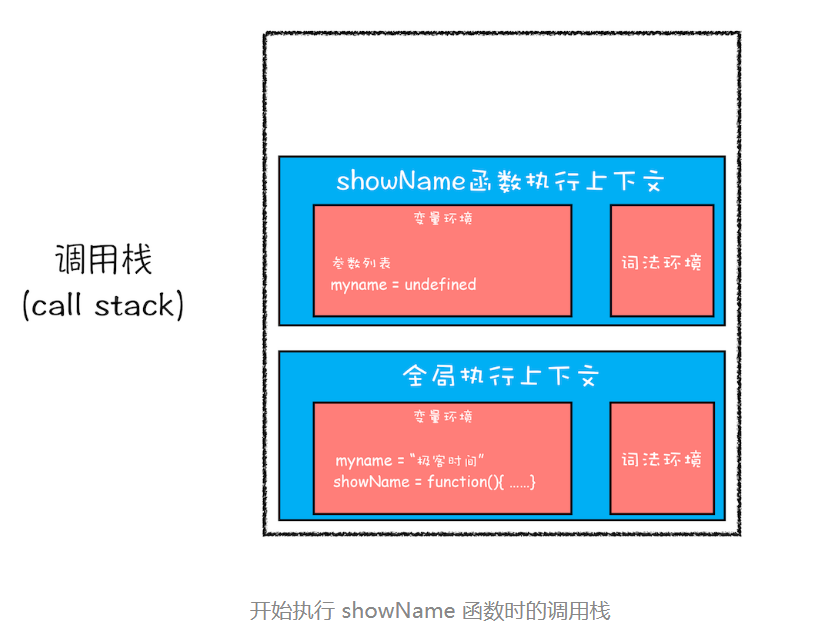 调用栈
(call stack)
showName函数执行上下文
变量环境
参数列表
myname = undefined
词法环境
全局执行上下文
变量环境
myname = “极客时间”
showName = function(){ ……}
词法环境
开始执行 showName 函数时的调用栈